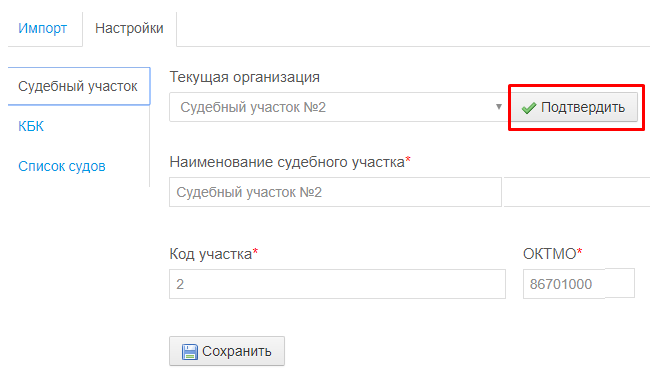 Импорт Настройки
Судебный участок
КБК
Список судов
Текущая организация
Судебный участок №2 Подтвердить
Наименование судебного участка*
Судебный участок №2
Код участка* ОКТМО*
2 86701000
Сохранить